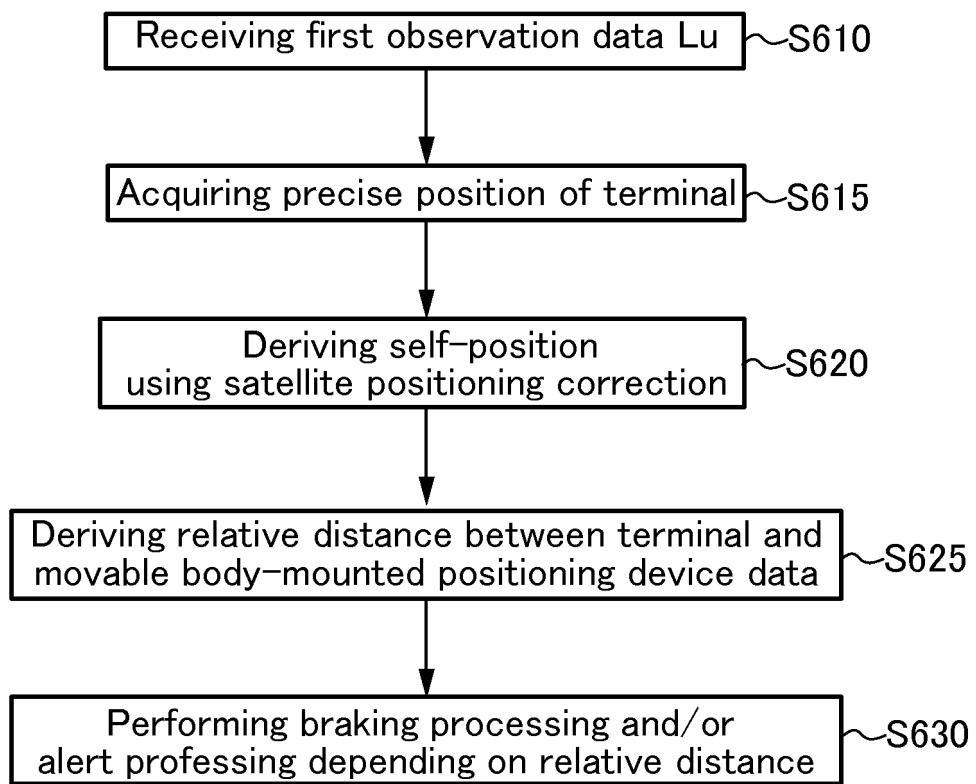 Receiving first observation data Lu
S610
Acquiring precise position of terminal
S615
Deriving self-position
using satellite positioning correction
S620
Deriving relative distance between terminal and
movable body-mounted positioning device data
S625
Performing braking processing and/or
alert professing depending on relative distance
S630